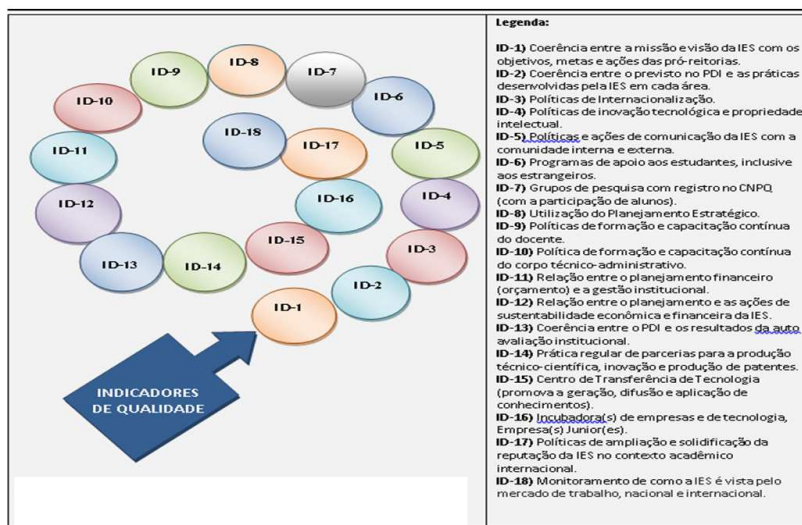 ID-8
ID-9
ID-7
ID-10
ID-6
ID-18
ID-17
ID-11
ID-5
ID-12
ID-16
ID-4
ID-15
ID-3
ID-13
ID-14
ID-2
ID-1
INDICADORES
DE QUALIDADE
Legenda:
ID-1) Coerência entre a missão e visão da IES com os
objetivos, metas e ações das pró-reitorias.
ID-2) Coerência entre o previsto no PDI e as práticas
desenvolvidas pela IES em cada área.
ID-3) Políticas de Internacionalização.
ID-4) Políticas de inovação tecnológica e propriedade
intelectual.
ID-5) Políticas e ações de comunicação da IES com a
comunidade interna e externa.
ID-6) Programas de apoio aos estudantes, inclusive
aos estrangeiros.
ID-7) Grupos de pesquisa com registro no CNPQ
(com a participação de alunos).
ID-8) Utilização do Planejamento Estratégico.
ID-9) Políticas de formação e capacitação contínua
do docente.
ID-10) Política de formação e capacitação contínua
do corpo técnico-administrativo.
ID-11) Relação entre o planejamento financeiro
(orçamento) e a gestão institucional.
ID-12) Relação entre o planejamento e as ações de
sustentabilidade econômica e financeira da IES.
ID-13) Coerência entre o PDI e os resultados da auto
avaliação institucional.
ID-14) Prática regular de parcerias para a produção
técnico-científica, inovação e produção de patentes.
ID-15) Centro de Transferência de Tecnologia
(promova a geração, difusão e aplicação de
conhecimentos).
ID-16) Incubadora(s) de empresas e de tecnologia,
Empresa(s) Junior(es).
ID-17) Políticas de ampliação e solidificação da
reputação da IES no contexto acadêmico
internacional.
ID-18) Monitoramento de como a IES é vista pelo
mercado de trabalho, nacional e internacional.